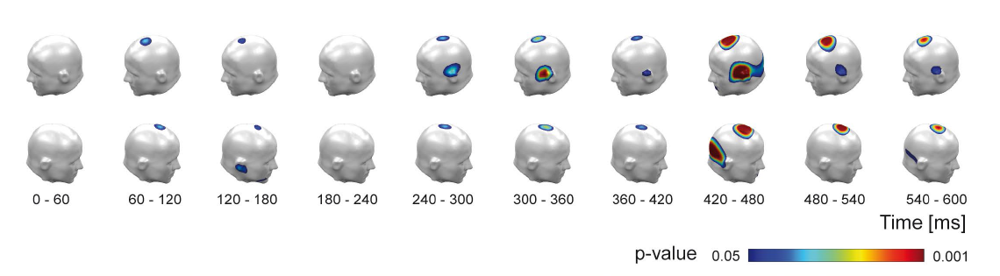 0 - 60 60 - 120 120 - 180 180 - 240 240 - 300 300 - 360 360 - 420 420 - 480 480 - 540 540 - 600
Time [ms]
p-value 0.05 0.001